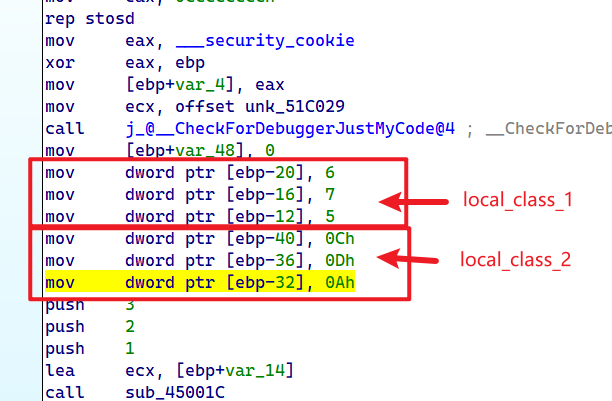 rep stosd
mov eax, ___security_cookie
xor eax, ebp
mov [ebp+var_4], eax
mov ecx, offset unk_51C029
call j_@__CheckForDebuggerJustMyCode@4 ; __CheckForDeb
mov [ebp+var_48], 0
mov dword ptr [ebp-20], 6
mov dword ptr [ebp-16], 7
mov dword ptr [ebp-12], 5
local_class_1
mov dword ptr [ebp-40], 0Ch
mov dword ptr [ebp-36], 0Dh
mov dword ptr [ebp-32], 0Ah
local_class_2
push 3
push 2
push 1
lea ecx, [ebp+var_14]
call sub_45001C